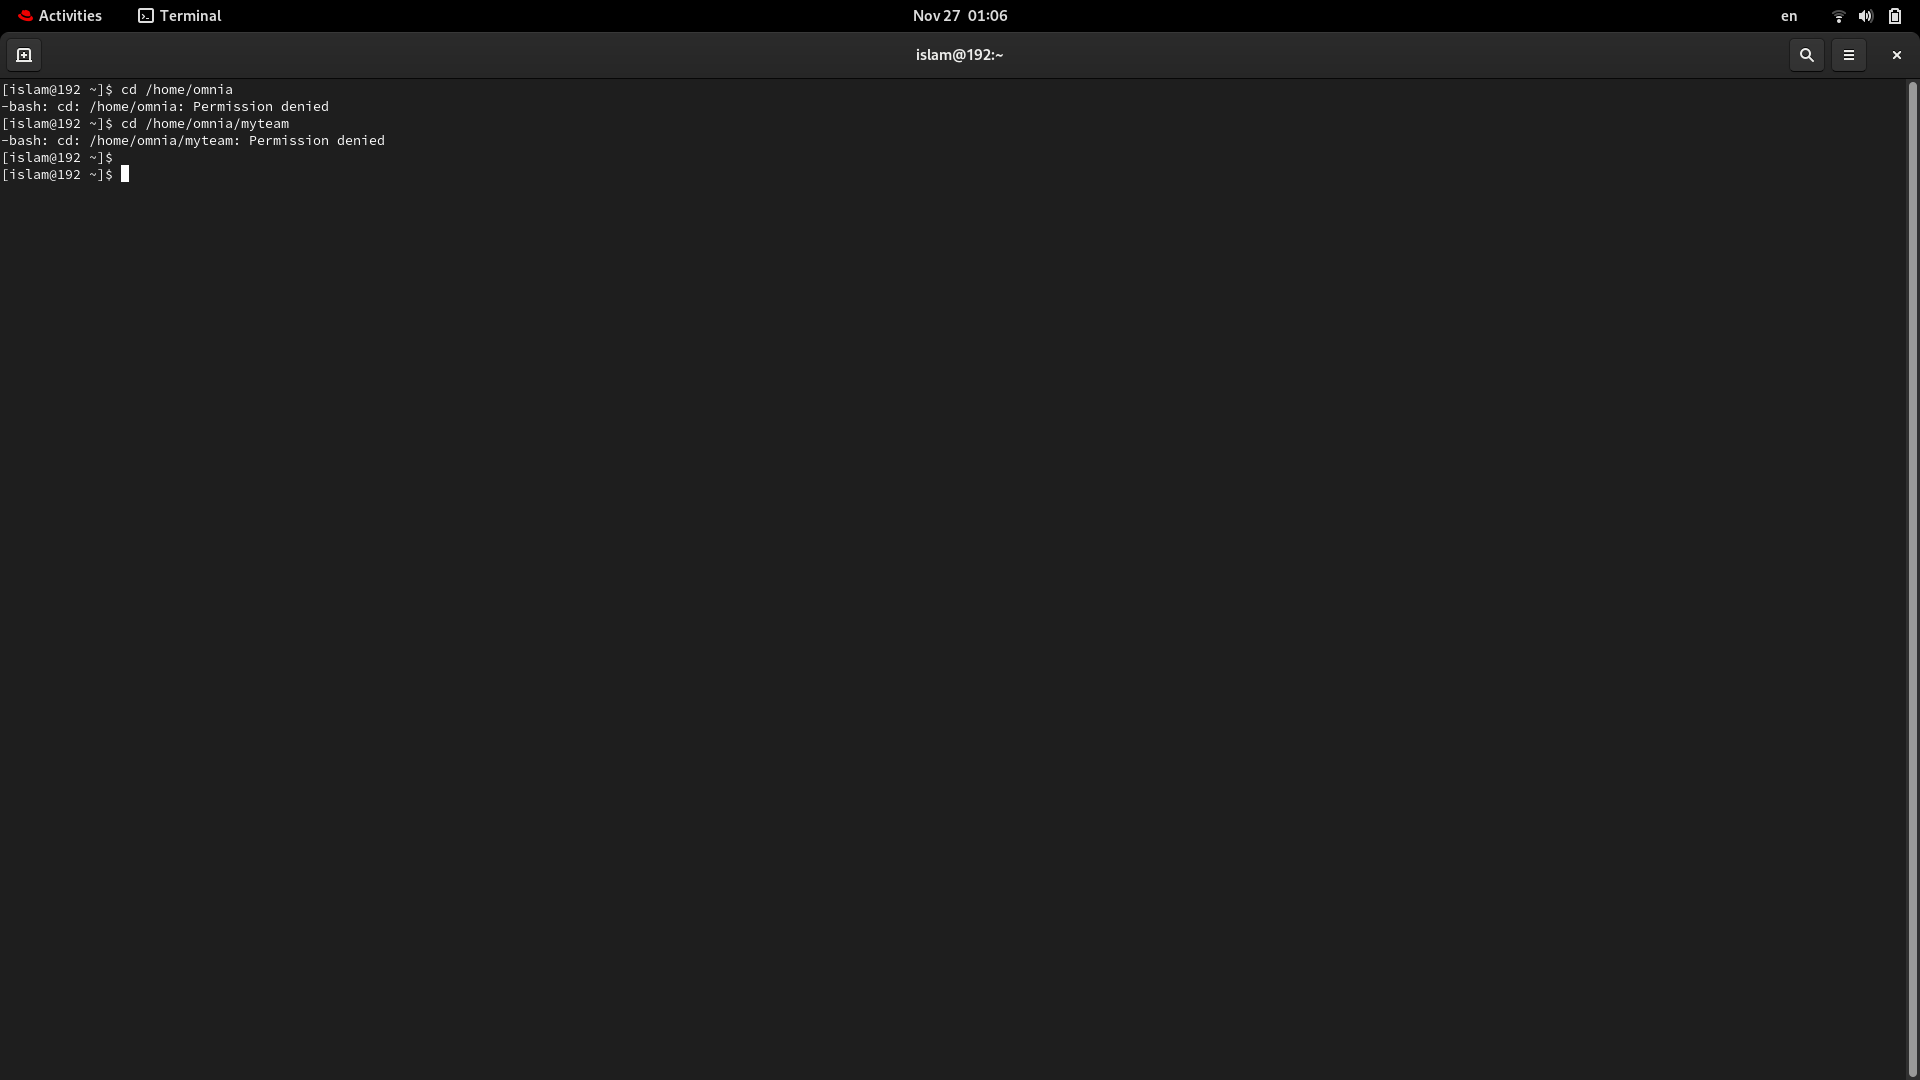 Activities Terminal Nov 27 01:06 en
islam@192:~
[islam@192 ~]$ cd /home/omnia
-bash: cd: /home/omnia: Permission denied
[islam@192 ~]$ cd /home/omnia/myteam
-bash: cd: /home/omnia/myteam: Permission denied
[islam@192 ~]$
[islam@192 ~]$